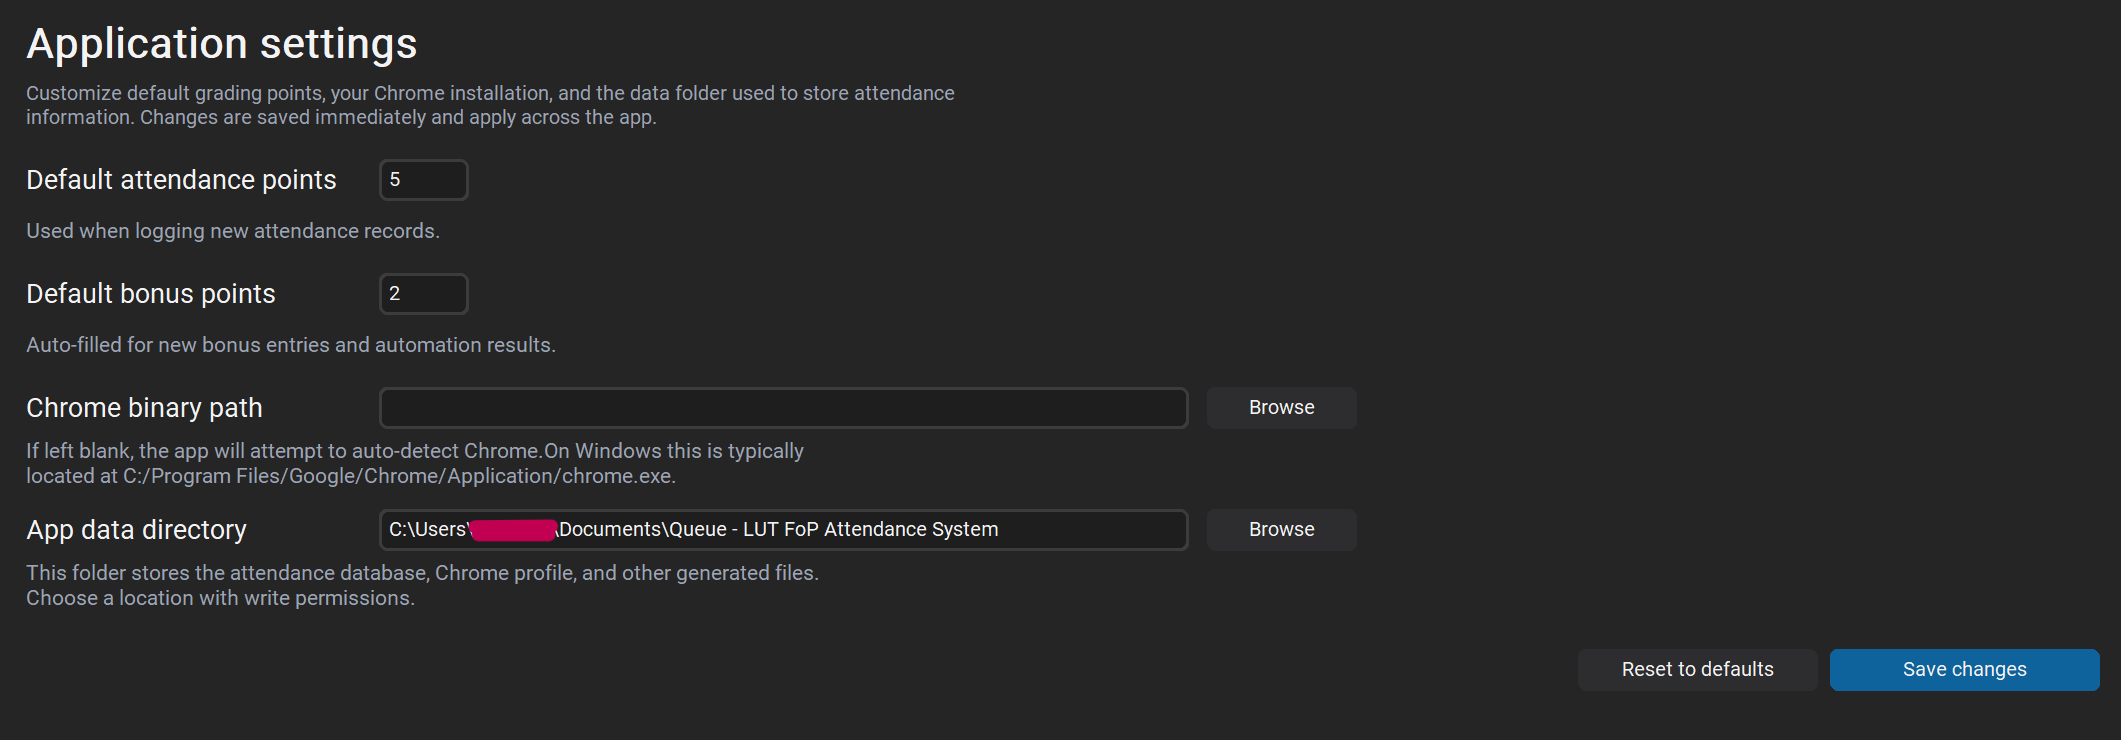 Application settings
Customize default grading points, your Chrome installation, and the data folder used to store attendance
information. Changes are saved immediately and apply across the app.
Default attendance points 5
Used when logging new attendance records.
Default bonus points 2
Auto-filled for new bonus entries and automation results.
Chrome binary path Browse
If left blank, the app will attempt to auto-detect Chrome.On Windows this is typically
located at C:/Program Files/Google/Chrome/Application/chrome.exe.
App data directory C:\Users\ \Documents\Queue - LUT FoP Attendance System Browse
This folder stores the attendance database, Chrome profile, and other generated files.
Choose a location with write permissions.
Reset to defaults Save changes